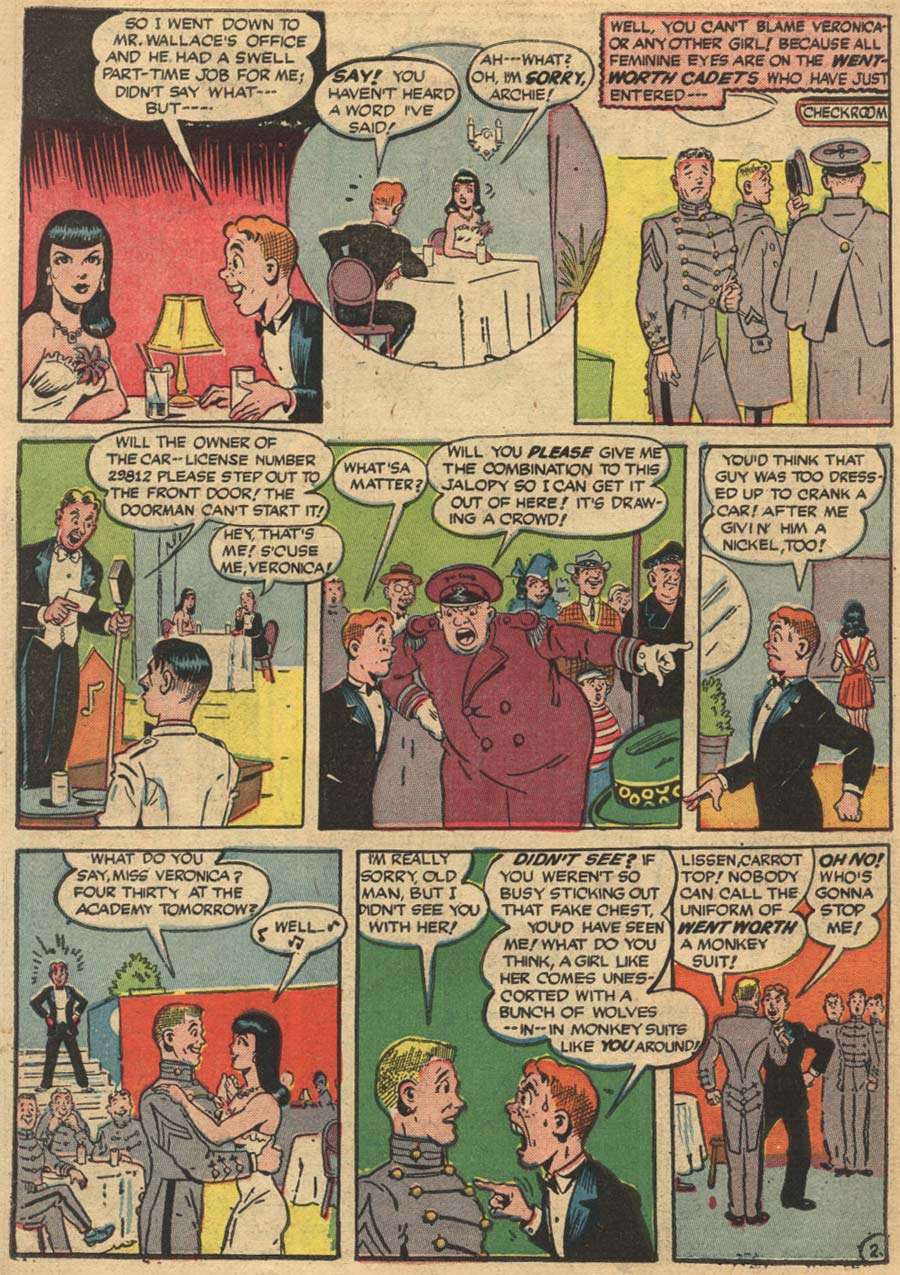 SO I WENT DOWN TO
MR. WALLACE'S OFFICE
AND HE HAD A SWELL
PART-TIME JOB FOR ME;
DIDN'T SAY WHAT---
BUT----
SAY! YOU
HAVEN'T HEARD
A WORD I'VE
SAID!
AH---WHAT?
OH, I'M SORRY,
ARCHIE!
WELL, YOU CAN'T BLAME VERONICA-
OR ANY OTHER GIRL! BECAUSE ALL
FEMININE EYES ARE ON THE WENT-
WORTH CADETS WHO HAVE JUST
ENTERED---
CHECKROOM
WILL THE OWNER OF
THE CAR--LICENSE NUMBER
29812 PLEASE STEP OUT TO
THE FRONT DOOR! THE
DOORMAN CAN'T START IT!
HEY, THAT'S
ME! S'CUSE
ME, VERONICA!
WHAT'SA
MATTER?
WILL YOU PLEASE GIVE ME
THE COMBINATION TO THIS
JALOPY SO I CAN GET IT
OUT OF HERE! IT'S DRAW-
ING A CROWD!
YOU'D THINK THAT
GUY WAS TOO DRESS-
ED UP TO CRANK A
CAR! AFTER ME
GIVIN' HIM A
NICKEL, TOO!
WHAT DO YOU
SAY, MISS VERONICA?
FOUR THIRTY AT THE
ACADEMY TOMORROW?
WELL--
I'M REALLY
SORRY, OLD
MAN, BUT I
DIDN'T SEE YOU
WITH HER!
DIDN'T SEE? IF
YOU WEREN'T SO
BUSY STICKING OUT
THAT FAKE CHEST,
YOU'D HAVE SEEN
ME! WHAT DO YOU
THINK, A GIRL LIKE
HER COMES UNES-
CORTED WITH A
BUNCH OF WOLVES
--IN--IN MONKEY SUITS
LIKE YOU AROUND!
LISSEN, CARROT
TOP! NOBODY
CAN CALL THE
UNIFORM OF
WENTWORTH
A MONKEY
SUIT!
OH NO!
WHO'S
GONNA
STOP
ME!
2